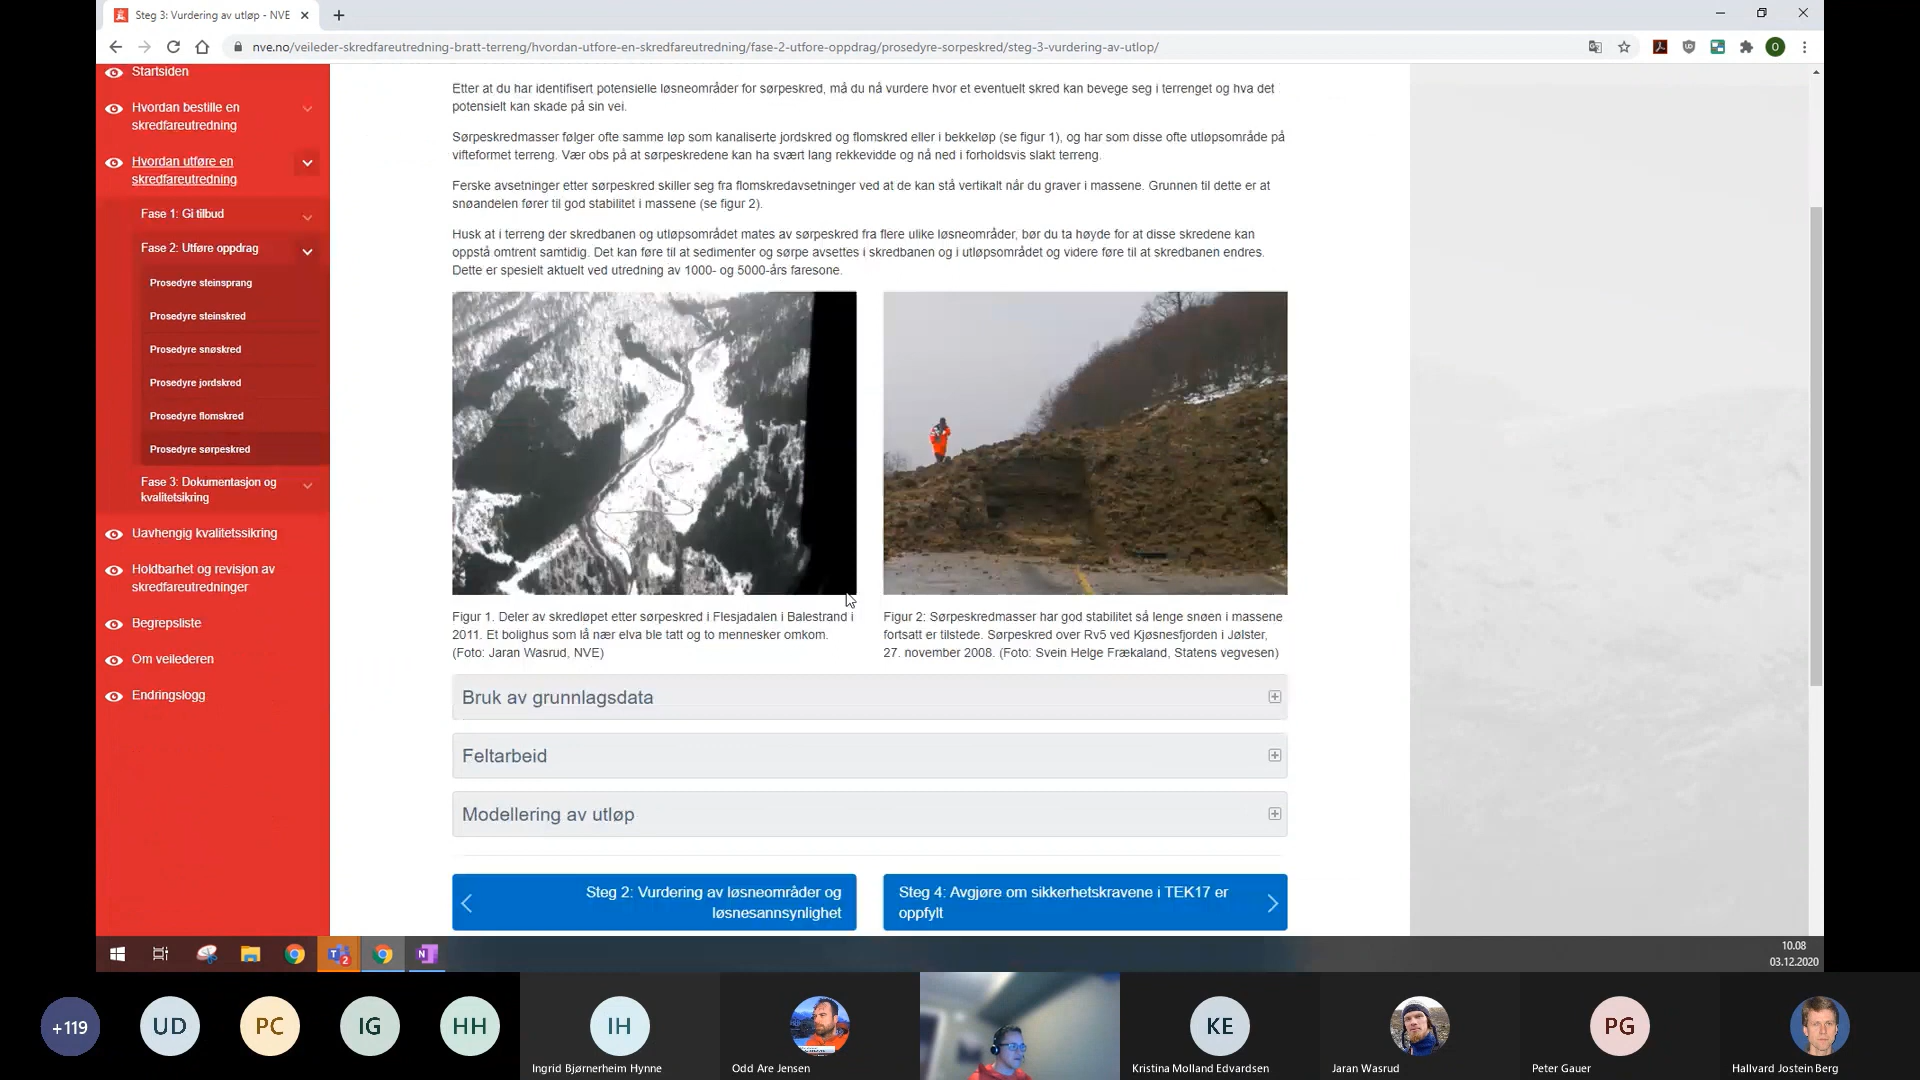 Steg 3: Vurdering av utløp - NVE
nve.no/veileder-skredfareutredning-bratt-terreng/hvordan-utfore-en-skredfareutredning/fase-2-utfore-oppdrag/prosedyre-sorpeskred/steg-3-vurdering-av-utlop/
O
Startsiden
Hvordan bestille en
skredfareutredning
Hvordan utføre en
skredfareutredning
Fase 1: Gi tilbud
Fase 2: Utføre oppdrag
Prosedyre steinsprang
Prosedyre steinskred
Prosedyre snøskred
Prosedyre jordskred
Prosedyre flomskred
Prosedyre sørpeskred
Fase 3: Dokumentasjon og
kvalitetsikring
Uavhengig kvalitetssikring
Holdbarhet og revisjon av
skredfareutredninger
Begrepsliste
Om veilederen
Endringslogg
Etter at du har identifisert potensielle løsneområder for sørpeskred, må du nå vurdere hvor et eventuelt skred kan bevege seg i terrenget og hva det
potensielt kan skade på sin vei.
Sørpeskredmasser følger ofte samme løp som kanaliserte jordskred og flomskred eller i bekkeløp (se figur 1), og har som disse ofte utløpsområde på
vifteformet terreng. Vær obs på at sørpeskredene kan ha svært lang rekkevidde og nå ned i forholdsvis slakt terreng.
Ferske avsetninger etter sørpeskred skiller seg fra flomskredavsetninger ved at de kan stå vertikalt når du graver i massene. Grunnen til dette er at
snøandelen fører til god stabilitet i massene (se figur 2).
Husk at i terreng der skredbanen og utløpsområdet mates av sørpeskred fra flere ulike løsneområder, bør du ta høyde for at disse skredene kan
oppstå omtrent samtidig. Det kan føre til at sedimenter og sørpe avsettes i skredbanen og i utløpsområdet og videre føre til at skredbanen endres.
Dette er spesielt aktuelt ved utredning av 1000- og 5000-års faresone.
Figur 1. Deler av skredløpet etter sørpeskred i Flesjadalen i Balestrand i
2011. Et bolighus som lå nær elva ble tatt og to mennesker omkom.
(Foto: Jaran Wasrud, NVE)
Figur 2: Sørpeskredmasser har god stabilitet så lenge snøen i massene
fortsatt er tilstede. Sørpeskred over Rv5 ved Kjøsnesfjorden i Jølster,
27. november 2008. (Foto: Svein Helge Frækaland, Statens vegvesen)
Bruk av grunnlagsdata
Feltarbeid
Modellering av utløp
Steg 2: Vurdering av løsneområder og
løsnesannsynlighet
Steg 4: Avgjøre om sikkerhetskravene i TEK17 er
oppfylt
T
2
N
10.08
03.12.2020
+119
UD
PC
IG
HH
IH
KE
PG
Ingrid Bjørnerheim Hynne
Odd Are Jensen
Kristina Molland Edvardsen
Jaran Wasrud
Peter Gauer
Hallvard Jostein Berg